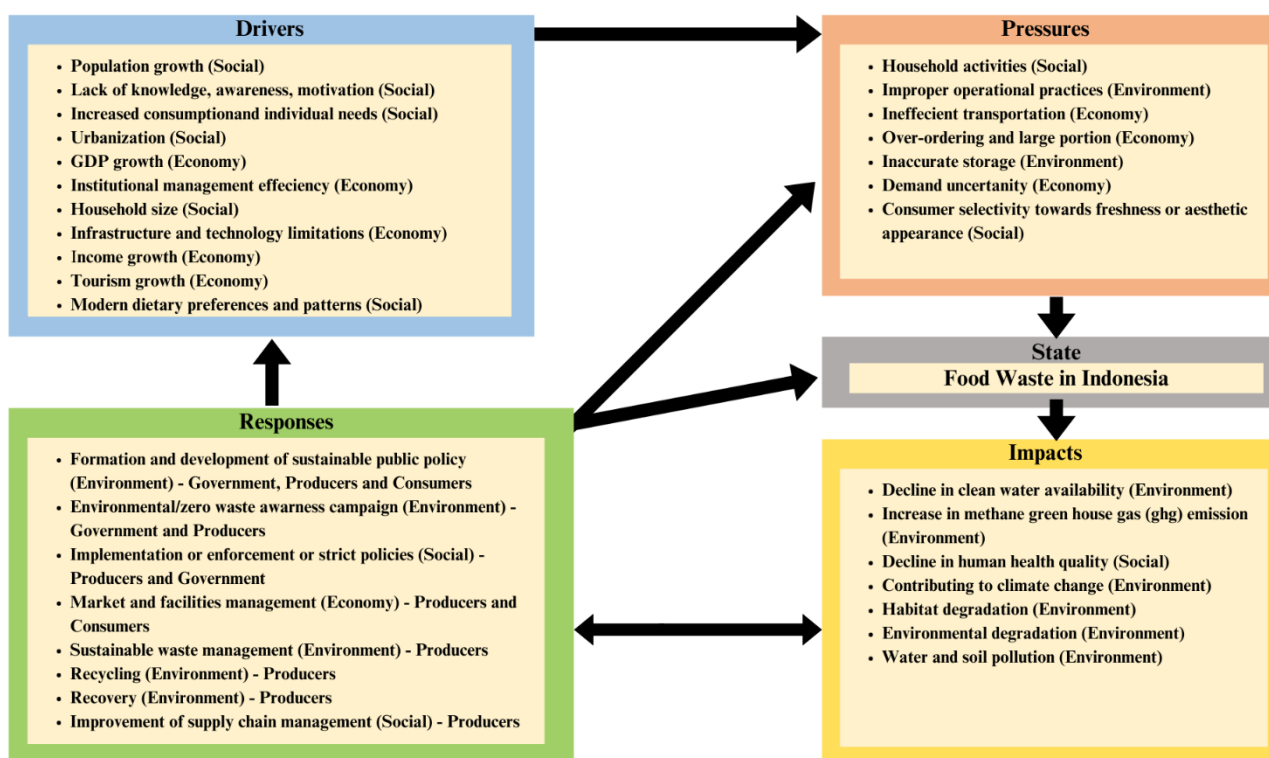 Drivers
• Population growth (Social)
• Lack of knowledge, awareness, motivation (Social)
• Increased consumptionand individual needs (Social)
• Urbanization (Social)
• GDP growth (Economy)
• Institutional management effeciency (Economy)
• Household size (Social)
• Infrastructure and technology limitations (Economy)
• Income growth (Economy)
• Tourism growth (Economy)
• Modern dietary preferences and patterns (Social)
Pressures
• Household activities (Social)
• Improper operational practices (Environment)
• Ineffecient transportation (Economy)
• Over-ordering and large portion (Economy)
• Inaccurate storage (Environment)
• Demand uncertanity (Economy)
• Consumer selectivity towards freshness or aesthetic
appearance (Social)
State
Food Waste in Indonesia
Responses
• Formation and development of sustainable public policy
(Environment) - Government, Producers and Consumers
• Environmental/zero waste awarness campaign (Environment) -
Government and Producers
• Implementation or enforcement or strict policies (Social) -
Producers and Government
• Market and facilities management (Economy) - Producers and
Consumers
• Sustainable waste management (Environment) - Producers
• Recycling (Environment) - Producers
• Recovery (Environment) - Producers
• Improvement of supply chain management (Social) - Producers
Impacts
• Decline in clean water availability (Environment)
• Increase in methane green house gas (ghg) emission
(Environment)
• Decline in human health quality (Social)
• Contributing to climate change (Environment)
• Habitat degradation (Environment)
• Environmental degradation (Environment)
• Water and soil pollution (Environment)